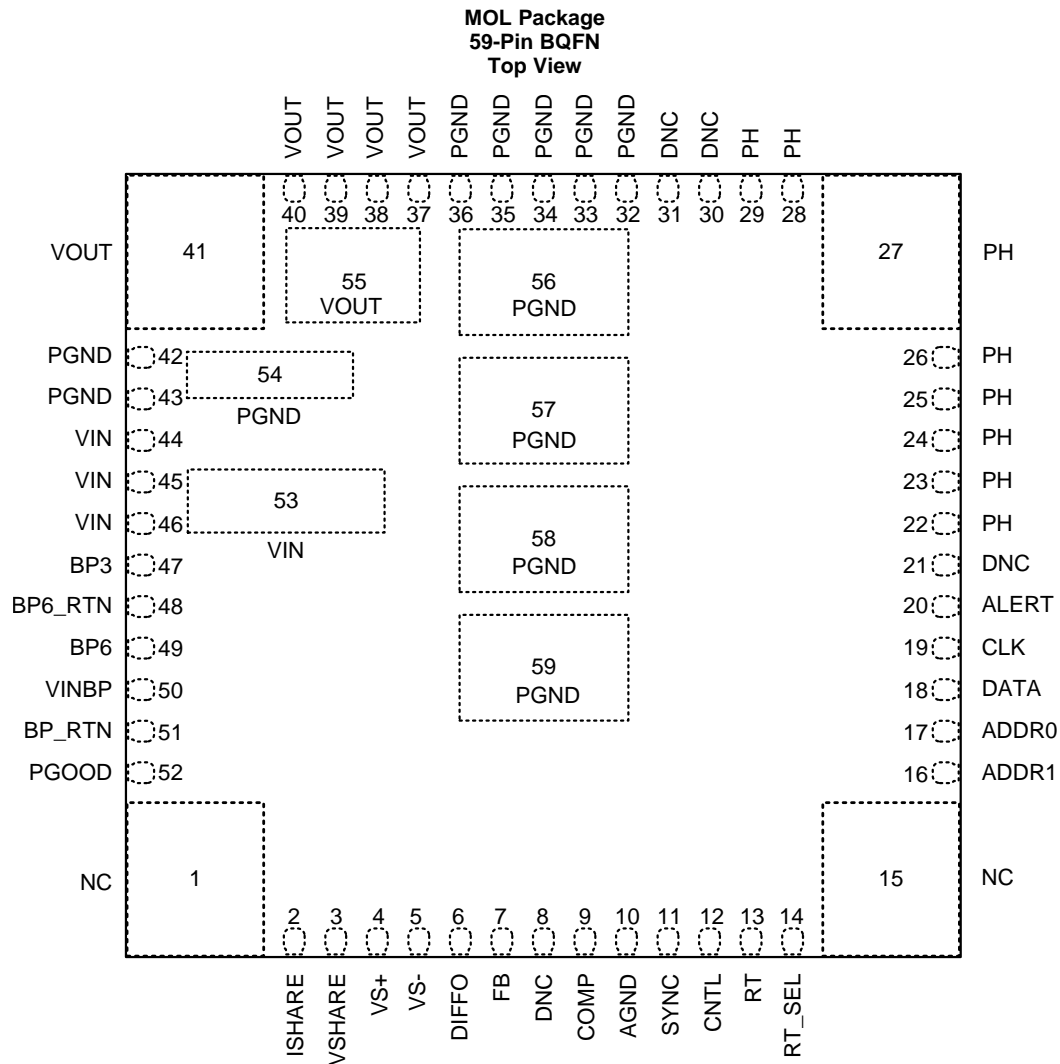 MOL Package
59-Pin BQFN
Top View
VOUT
VOUT
VOUT
VOUT
PGND
PGND
PGND
PGND
PGND
DNC
DNC
PH
PH
40 39 38 37 36 35 34 33 32 31 30 29 28
VOUT 41
55
VOUT
56
PGND
27 PH
PGND 42
54
PGND
26 PH
PGND 43
57
PGND
25 PH
VIN 44
24 PH
VIN 45
53
VIN
23 PH
VIN 46
58
PGND
22 PH
BP3 47
21 DNC
BP6_RTN 48
20 ALERT
BP6 49
19 CLK
VINBP 50
59
PGND
18 DATA
BP_RTN 51
17 ADDR0
PGOOD 52
16 ADDR1
NC 1
15 NC
2 3 4 5 6 7 8 9 10 11 12 13 14
ISHARE
VSHARE
VS+
VS-
DIFFO
FB
DNC
COMP
AGND
SYNC
CNTL
RT
RT_SEL